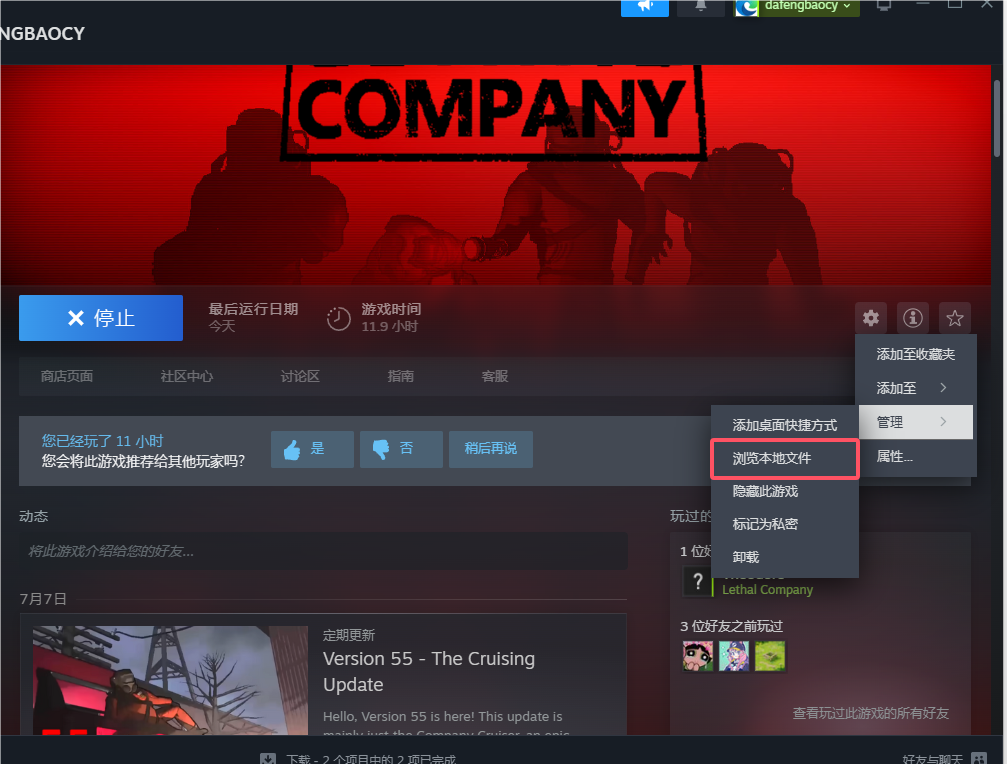 dafengbaocy
NGBAOCY
COMPANY
停止
最后运行日期
今天
游戏时间
11.9 小时
添加至收藏夹
商店页面
社区中心
讨论区
指南
客服
添加至
管理
属性...
添加桌面快捷方式
浏览本地文件
隐藏此游戏
标记为私密
卸载
您已经玩了 11 小时
您会将此游戏推荐给其他玩家吗?
是
否
稍后再说
动态
将此游戏介绍给您的好友...
7月7日
定期更新
Version 55 - The Cruising
Update
Hello, Version 55 is here! This update is
mainly just the Company Cruiser, an epic
玩过的
1 位好
?
Lethal Company
3 位好友之前玩过
查看玩过此游戏的所有好友
下载 - 2 个项目中的 2 项已完成
好友与聊天